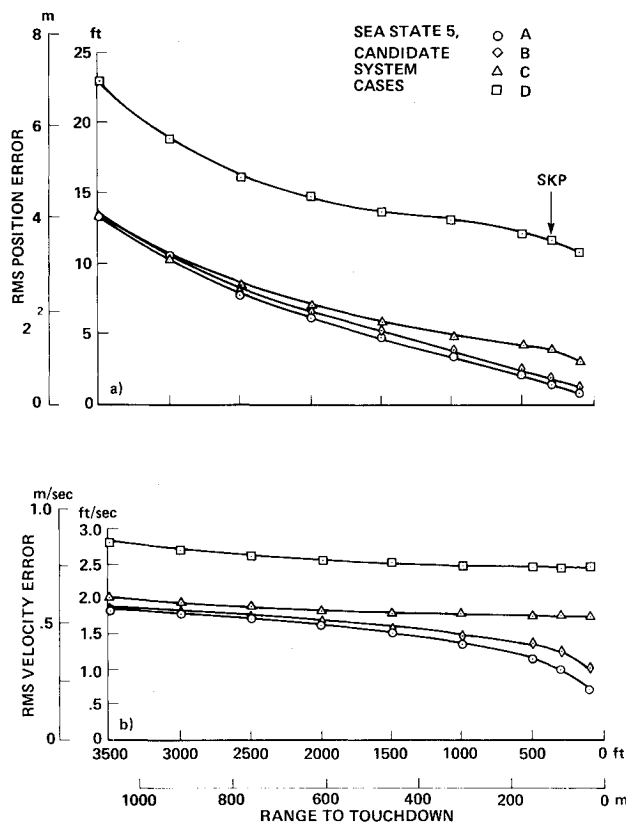 m
8
6
4
2
2
0
RMS POSITION ERROR
ft
25
20
15
10
5
0
SEA STATE 5,
CANDIDATE
SYSTEM
CASES
A
B
C
D
SKP
a)
m/sec
1.0
.5
0
RMS VELOCITY ERROR
ft/sec
3.0
2.5
2.0
1.5
1.0
.5
0
b)
3500 3000 2500 2000 1500 1000 500 0 ft
1000 800 600 400 200 0 m
RANGE TO TOUCHDOWN